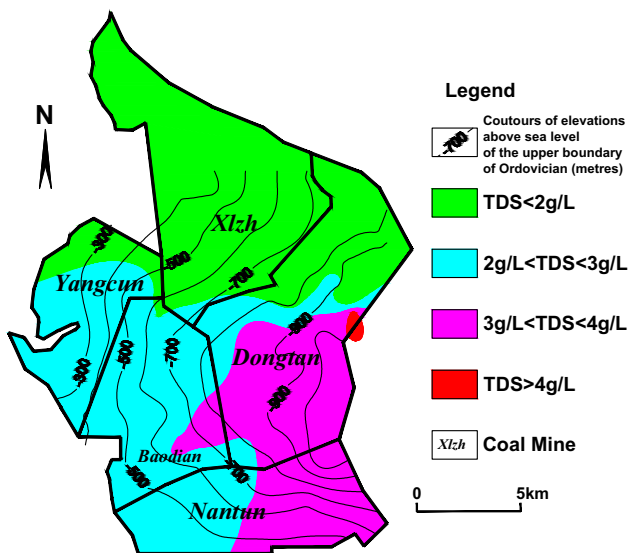 N
Xlzh
Yangcun
Dongtan
Baodian
Nantun
-300
-500
-700
-300
-500
-700
-900
-900
-500
-700
Legend
-700
Coutours of elevations
above sea level
of the upper boundary
of Ordovician (metres)
TDS<2g/L
2g/L<TDS<3g/L
3g/L<TDS<4g/L
TDS>4g/L
Xlzh Coal Mine
0 5km